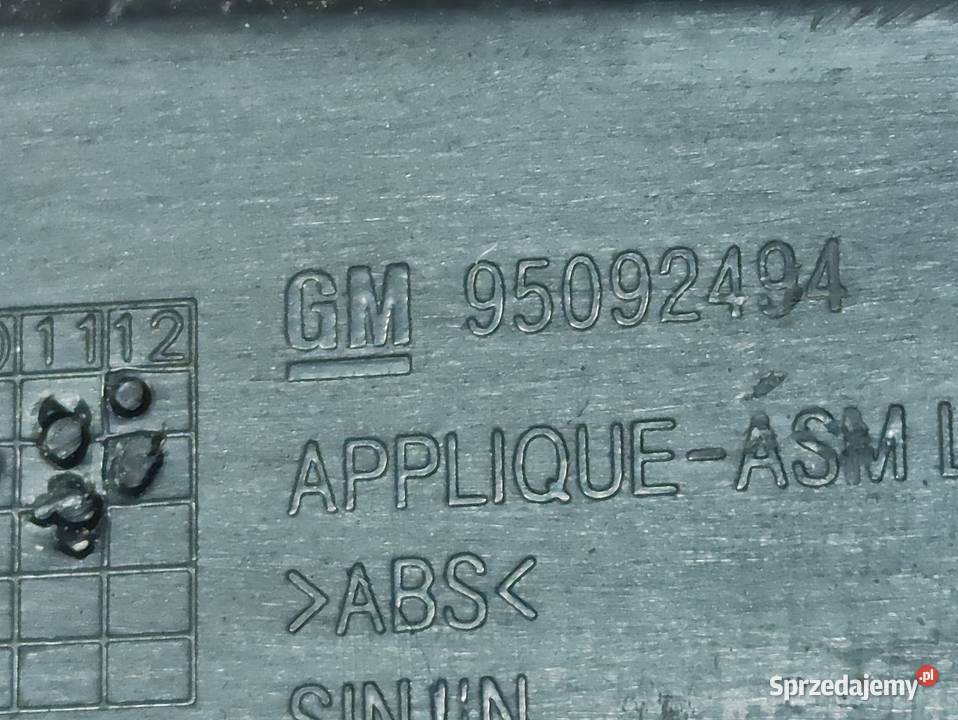 GM 95092494
11 12
APPLIQUE-ASM L
>ABS<
Sprzedajemy.pl